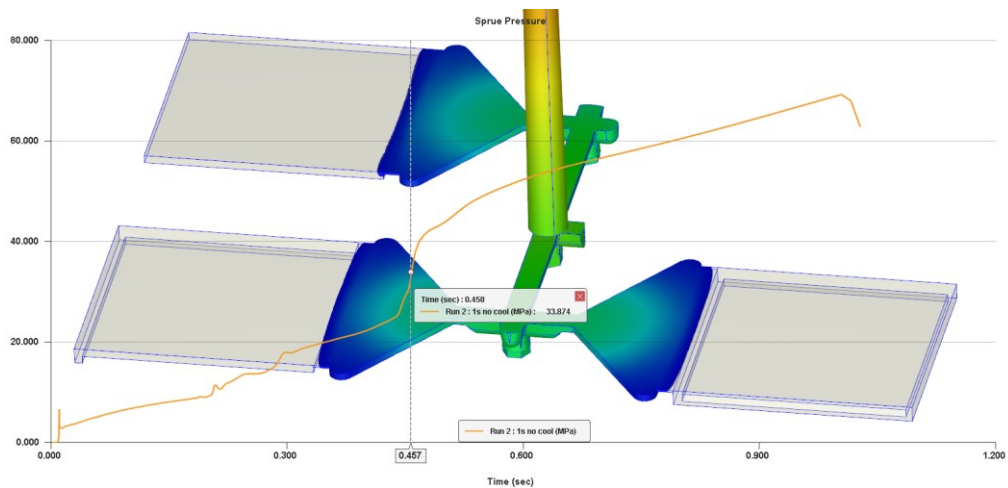 Sprue Pressure
80.000
60.000
40.000
20.000
0.000
Time (sec) : 0.458
Run 2 : 1s no cool (MPa) : 33.874
Run 2 : 1s no cool (MPa)
0.000
0.300
0.457
0.600
0.900
1.200
Time (sec)